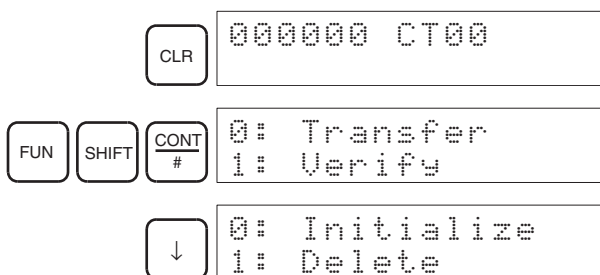 CLR
000000 CT00
FUN SHIFT CONT
#
0: Transfer
1: Verify
↓
0: Initialize
1: Delete